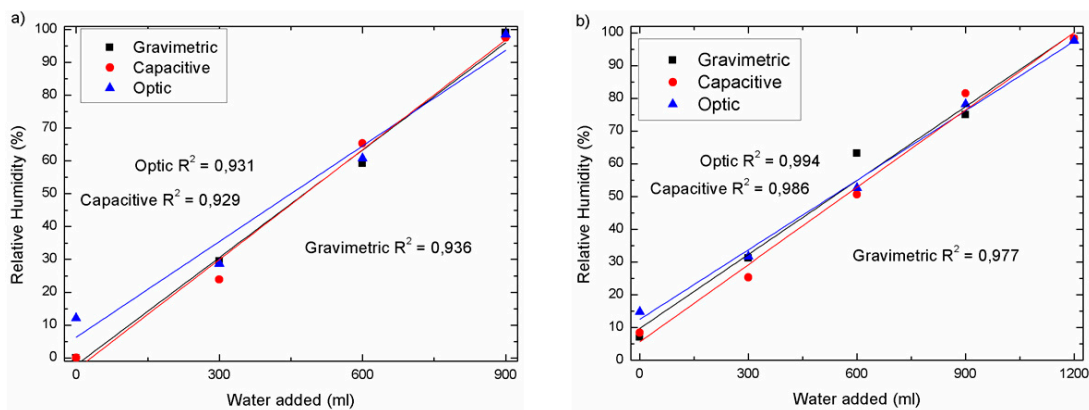 a)
100
90
80
70
60
50
40
30
20
10
0
Relative Humidity (%)
Gravimetric
Capacitive
Optic
Optic R² = 0,931
Capacitive R² = 0,929
Gravimetric R² = 0,936
0 300 600 900
Water added (ml)
b)
100
90
80
70
60
50
40
30
20
10
0
Relative Humidity (%)
Gravimetric
Capacitive
Optic
Optic R² = 0,994
Capacitive R² = 0,986
Gravimetric R² = 0,977
0 300 600 900 1200
Water added (ml)